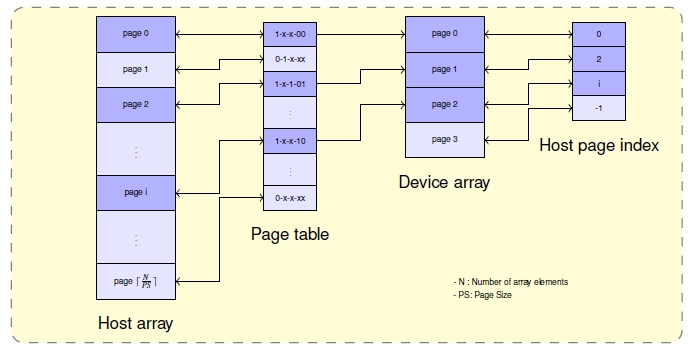 page 0
page 1
page 2
⋮
page i
⋮
page ⌈N/PS⌉
Host array
1-x-x-00
0-1-x-xx
1-x-1-01
⋮
1-x-x-10
⋮
0-x-x-xx
Page table
page 0
page 1
page 2
page 3
Device array
0
2
i
-1
Host page index
- N : Number of array elements
- PS: Page Size